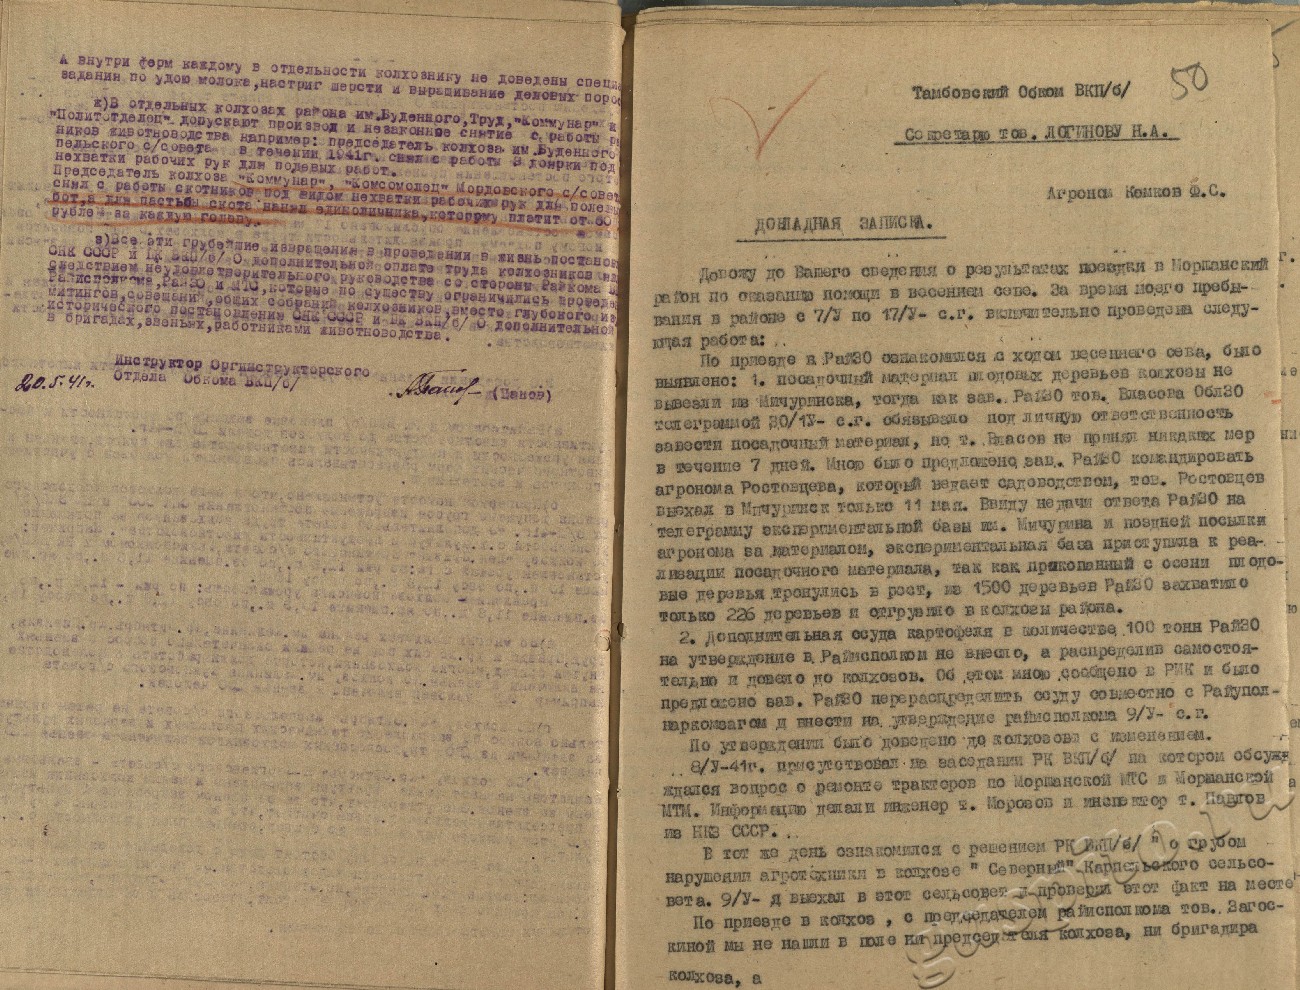 А внутри ферм каждому в отдельности колхознику не доведены специ
задания по удою молока,настриг шерсти и выращивание деловых порос
ж)В отдельных колхозах района им.Буденного,Труд,"Коммунар" и
"Политотделец" допускают произвол и незаконное снятие с работы р
ников животноводства например: председатель колхоза им.Буденного
пельского с/совета в течении 1941г. снял с работы 3 доярки под
нехватки рабочих рук для полевых работ.
Председатель колхоза "Коммунар", "Комсомолец" Мордовского с/совет
снял с работы скотников под видом нехватки рабочих рук для полевы
бот,а для пастьбы скота нанял единоличника,которому платит от 60
рублей за каждую голову.
з)Все эти грубейшие извращения в проведении в жизнь постанов
СНК СССР и ЦК ВКП/б/ О дополнительной оплате труда колхозников яв
следствием неудовлетворительного руководства со стороны Райкома В
Райисполкома,РайЗО и МТС,которые по существу ограничились проведе
митингов,совещаний,общих собраний колхозников,вместо глубокого из
исторического постановления СНК СССР и ЦК ВКП/б/ О дополнительной
в бригадах,звеньях,работниками животноводства.
Инструктор Оргинструкторского
Отдела Обкома ВКП/б/
20.5.41г.
(Цанов)
50
Тамбовский Обком ВКП/б/
Секретарю тов. ЛОГИНОВУ Н.А.
Агроном Комков Ф.С.
ДОКЛАДНАЯ ЗАПИСКА.
Довожу до Вашего сведения о результатах поездки в Моршанский
район по оказанию помощи в весеннем севе. За время моего пребы-
вания в районе с 7/У по 17/У- с.г. включительно проведена следу-
ющая работа:
По приезде в РайЗО ознакомился с ходом весеннего сева, было
выявлено: 1. посадочный материал плодовых деревьев колхозы не
вывезли из Мичуринска, тогда как зав. РайЗО тов. Власова ОблЗО
телеграммой 30/1У- с.г. обязывало под личную ответственность
завести посадочный материал, но т. Власов не принял никаких мер
в течение 7 дней. Мною было предложено зав. РайЗО командировать
агронома Ростовцева, который ведает садоводством, тов. Ростовцев
выехал в Мичуринск только 11 мая. Ввиду недачи ответа РайЗО на
телеграмму экспериментальной базы им. Мичурина и поздней посылки
агронома за материалом, экспериментальная база приступила к реа-
лизации посадочного материала, так как прикопанный с осени плодо-
вые деревья тронулись в рост, из 1500 деревьев РайЗО захватило
только 226 деревьев и отгрузило в колхозы района.
2. Дополнительная ссуда картофеля в количестве 100 тонн РайЗО
на утверждение в Райисполком не внесло, а распределив самостоя-
тельно и довело до колхозов. Об этом мною сообщено в РИК и было
предложено зав. РайЗО перераспределить ссуду совместно с Райупол-
наркомзагом и внести на утверждение райисполкома 9/У- с.г.
По утверждении было доведено до колхозов с изменением.
8/У-41г. присутствовал на заседании РК ВКП/б/ на котором обсуж
ждался вопрос о ремонте тракторов по Моршанской МТС и Моршанской
МТМ. Информацию делали инженер т. Морозов и инспектор т. Павлов
из НКЗ СССР.
В тот же день ознакомился с решением РК ВКП/б/ " о грубом
нарушении агротехники в колхозе " Северный" Карпельского сельсо-
вета. 9/У- я выехал в этот сельсовет и проверил этот факт на месте
По приезде в колхоз , с председателем райисполкома тов. Загос-
киной мы не нашли в поле ни председателя колхоза, ни бригадира
колхоза, а